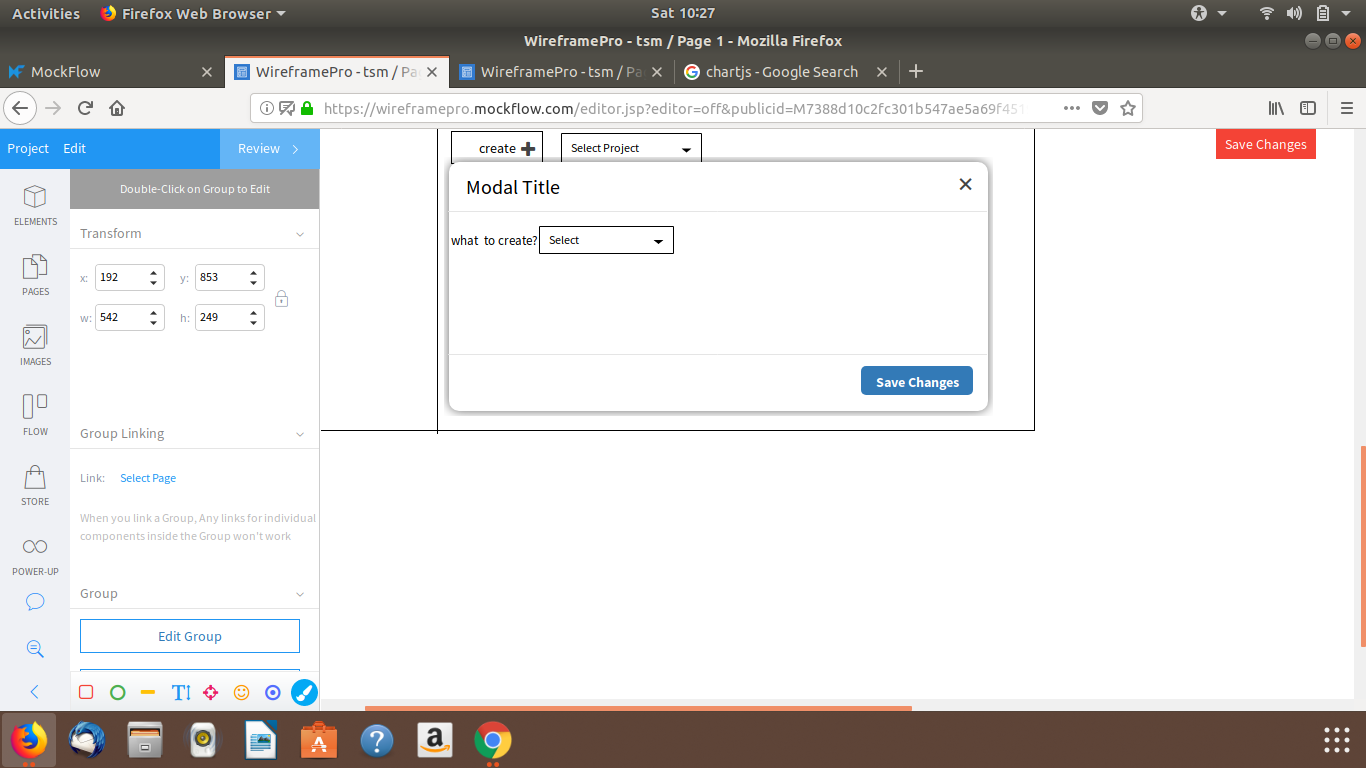 Activities Firefox Web Browser Sat 10:27
WireframePro - tsm / Page 1 - Mozilla Firefox
MockFlow WireframePro - tsm / Pa WireframePro - tsm / Pa chartjs - Google Search
https://wireframepro.mockflow.com/editor.jsp?editor=off&publicid=M7388d10c2fc301b547ae5a69f451
Project Edit Review
Save Changes
create Select Project
Double-Click on Group to Edit
Modal Title
ELEMENTS
Transform
what to create? Select
x: 192 y: 853
PAGES
w: 542 h: 249
IMAGES
Save Changes
FLOW
Group Linking
Link: Select Page
STORE
When you link a Group, Any links for individual
components inside the Group won't work
POWER-UP
Group
Edit Group
T
a